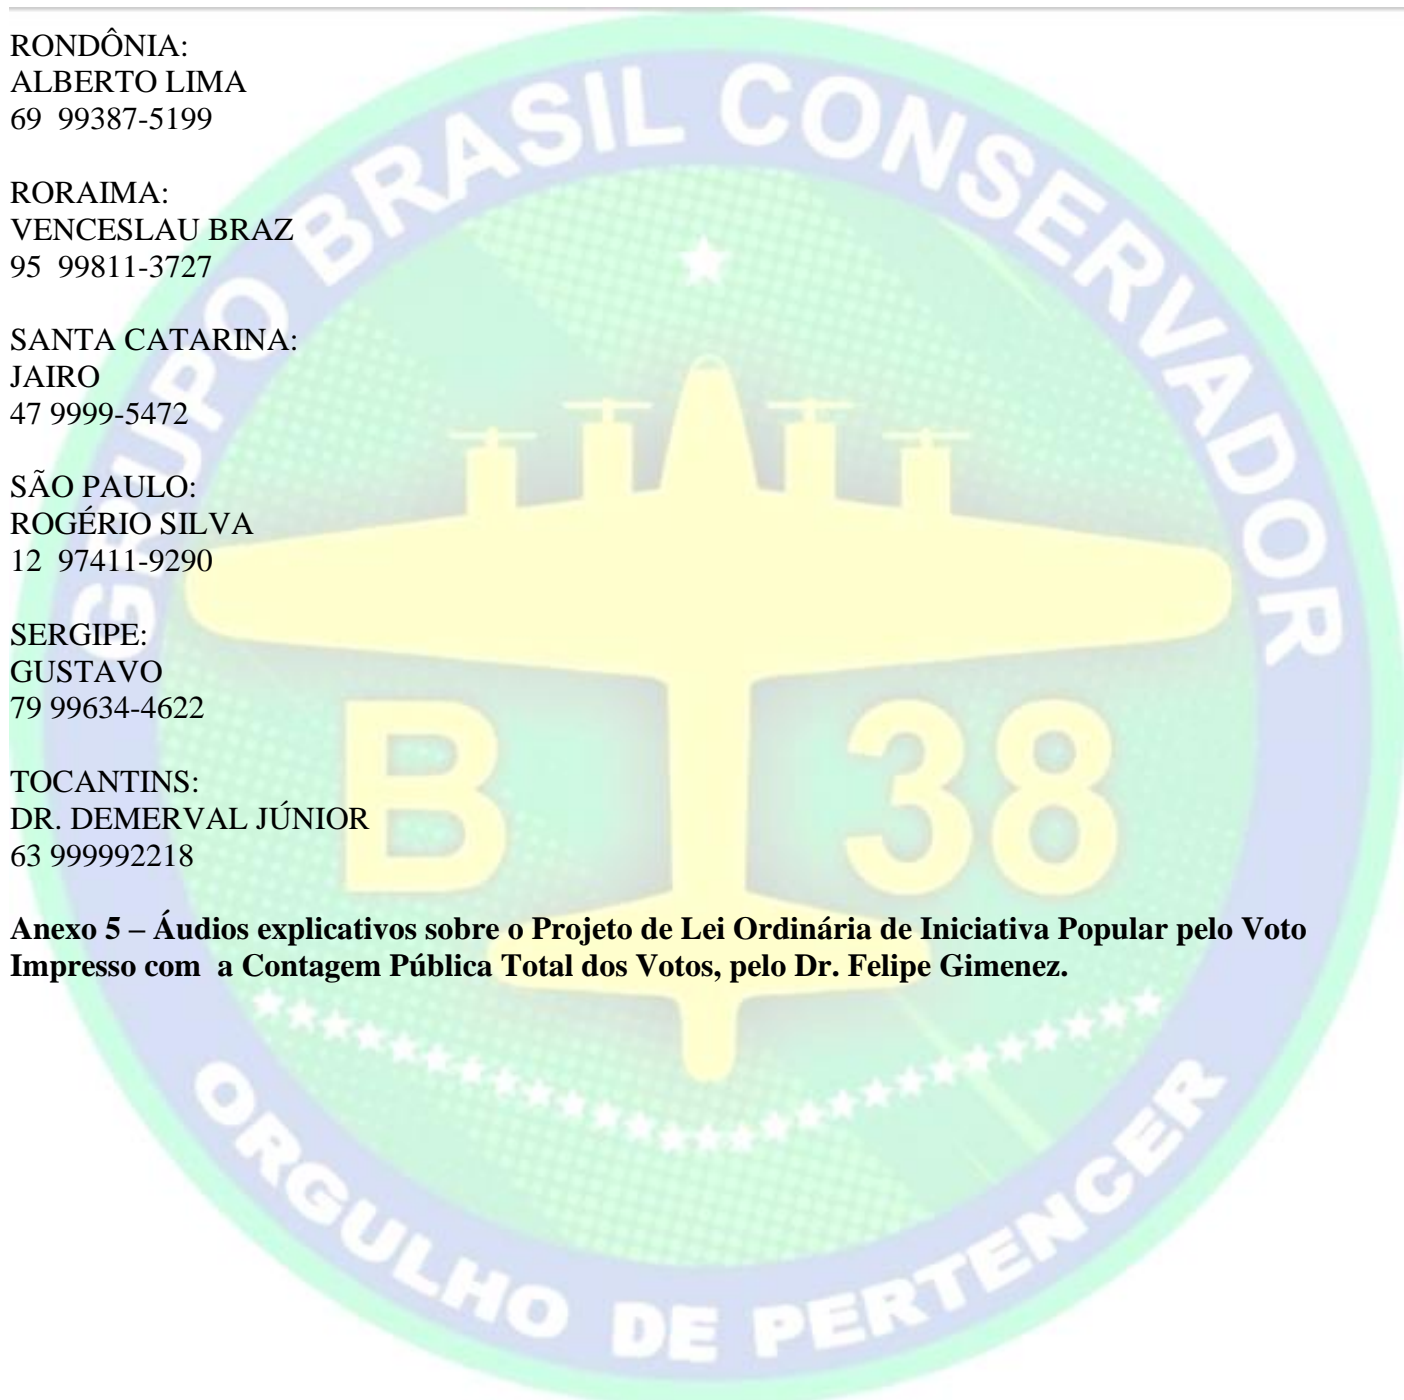 RONDÔNIA:
ALBERTO LIMA
69  99387-5199
RORAIMA:
VENCESLAU BRAZ
95  99811-3727
SANTA CATARINA:
JAIRO
47 9999-5472
SÃO PAULO:
ROGÉRIO SILVA
12  97411-9290
SERGIPE:
GUSTAVO
79 99634-4622
TOCANTINS:
DR. DEMERVAL JÚNIOR
63 999992218
Anexo 5 – Áudios explicativos sobre o Projeto de Lei Ordinária de Iniciativa Popular pelo Voto
Impresso com  a Contagem Pública Total dos Votos, pelo Dr. Felipe Gimenez.
GRUPO BRASIL CONSERVADOR
B 38
ORGULHO DE PERTENCER